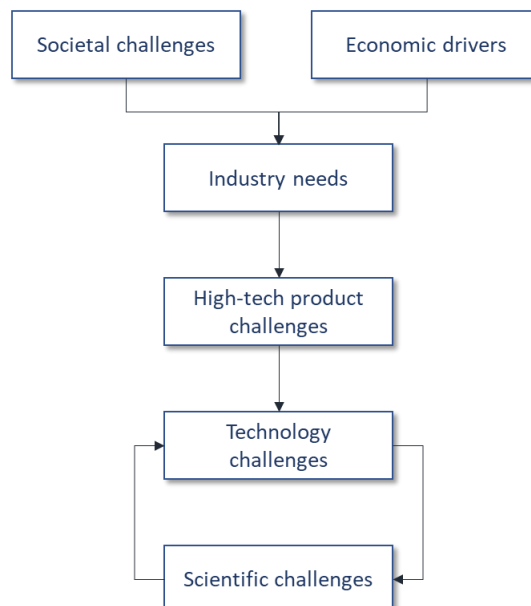 Societal challenges
Economic drivers
Industry needs
High-tech product
challenges
Technology
challenges
Scientific challenges